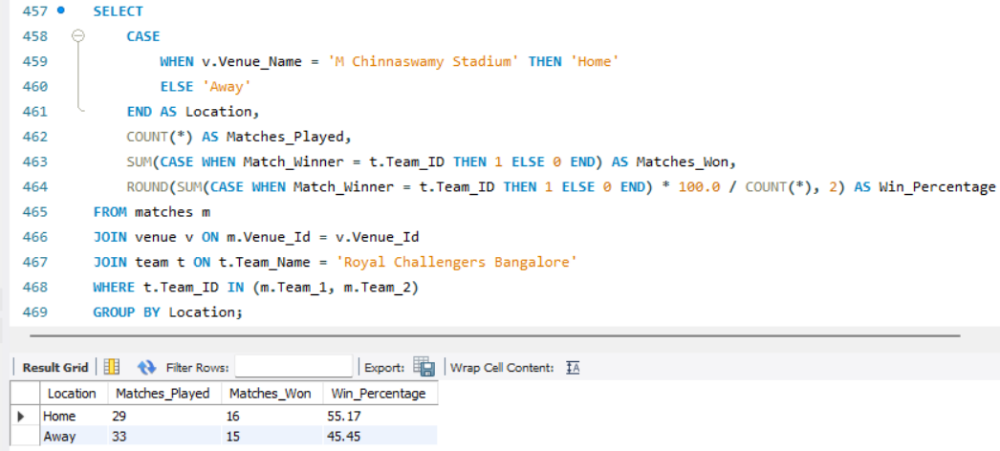 457 SELECT
458 CASE
459 WHEN v.Venue_Name = 'M Chinnaswamy Stadium' THEN 'Home'
460 ELSE 'Away'
461 END AS Location,
462 COUNT(*) AS Matches_Played,
463 SUM(CASE WHEN Match_Winner = t.Team_ID THEN 1 ELSE 0 END) AS Matches_Won,
464 ROUND(SUM(CASE WHEN Match_Winner = t.Team_ID THEN 1 ELSE 0 END) * 100.0 / COUNT(*), 2) AS Win_Percentage
465 FROM matches m
466 JOIN venue v ON m.Venue_Id = v.Venue_Id
467 JOIN team t ON t.Team_Name = 'Royal Challengers Bangalore'
468 WHERE t.Team_ID IN (m.Team_1, m.Team_2)
469 GROUP BY Location;
Result Grid Filter Rows: Export: Wrap Cell Content:
Location Matches_Played Matches_Won Win_Percentage
Home 29 16 55.17
Away 33 15 45.45